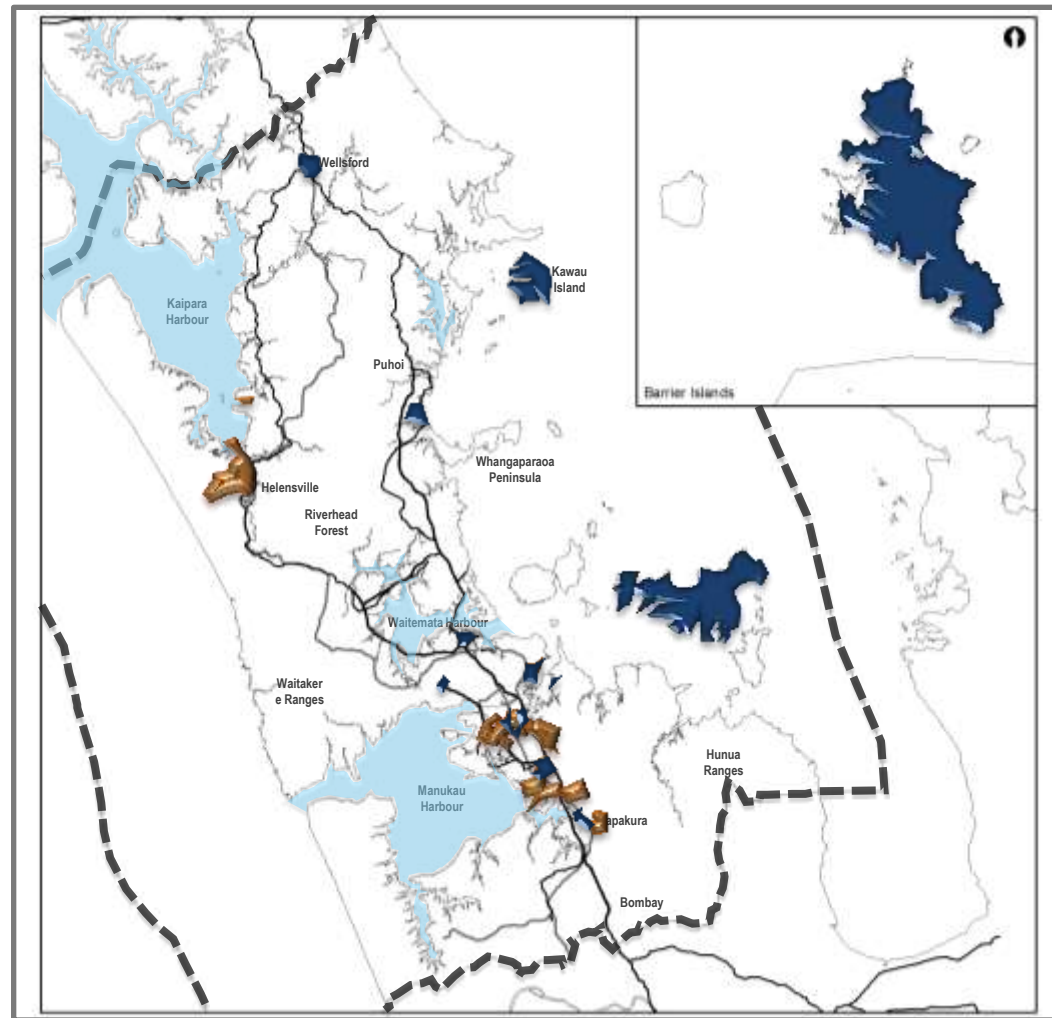 Wellsford
Kawau
Island
Kaipara
Harbour
Puhoi
Barrier Islands
Whangaparaoa
Peninsula
Helensville
Riverhead
Forest
Waitemata Harbour
Waitaker
e Ranges
Hunua
Ranges
Manukau
Harbour
apakura
Bombay